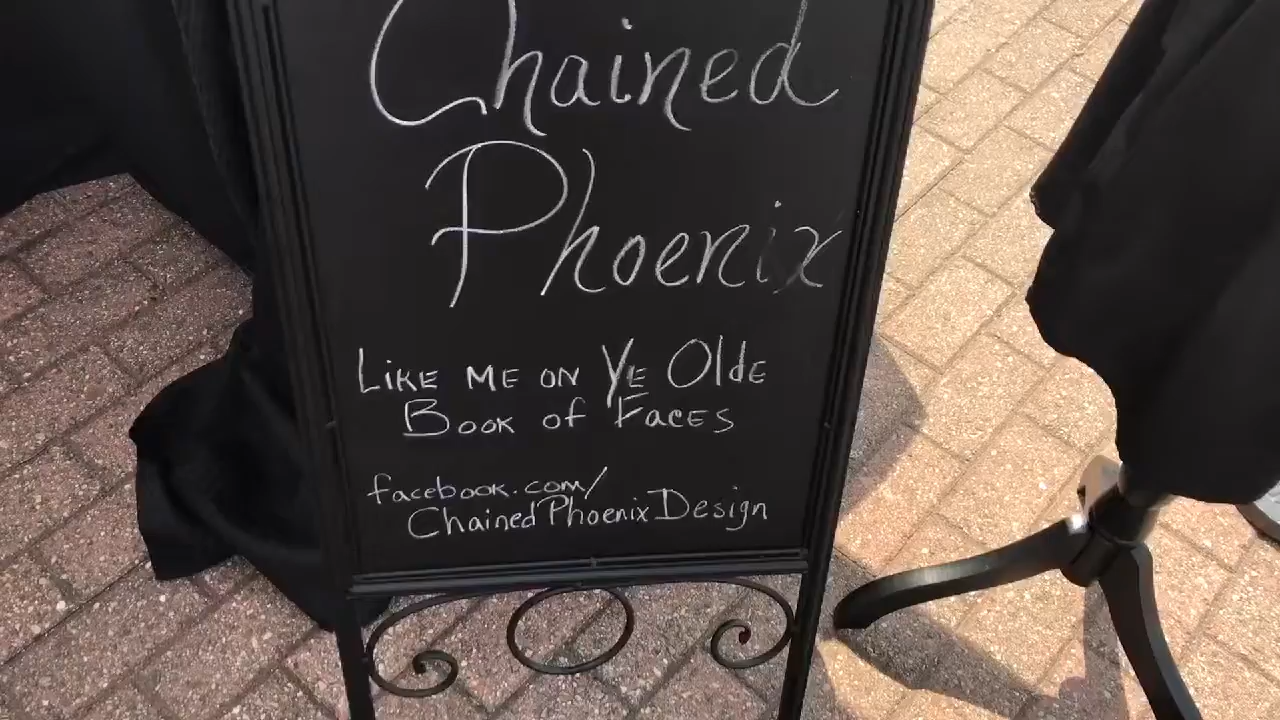 Chained
Phoenix
LIKE ME ON YE Olde
BOOK of FACES
facebook.com/
ChainedPhoenixDesign